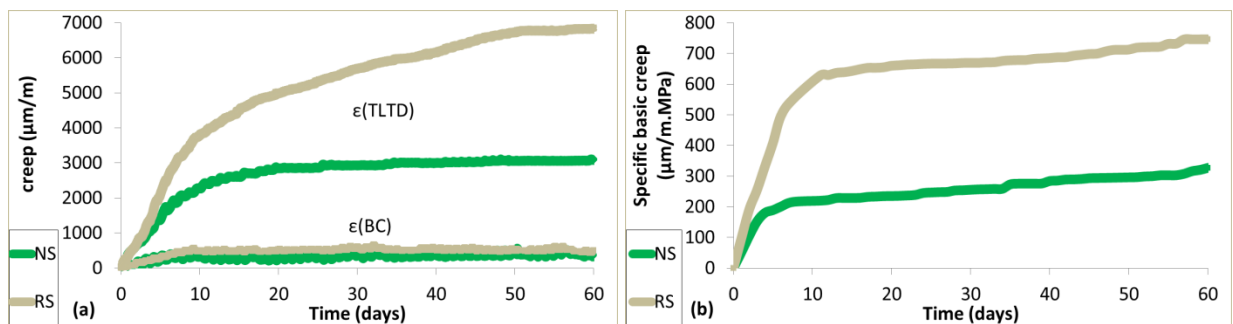 7000
6000
5000
4000
3000
2000
1000
0
creep (µm/m)
ε(TLTD)
ε(BC)
NS
RS
(a)
0 10 20 30 40 50 60
Time (days)
800
700
600
500
400
300
200
100
0
Specific basic creep
(µm/m.MPa)
NS
RS
(b)
0 10 20 30 40 50 60
Time (days)